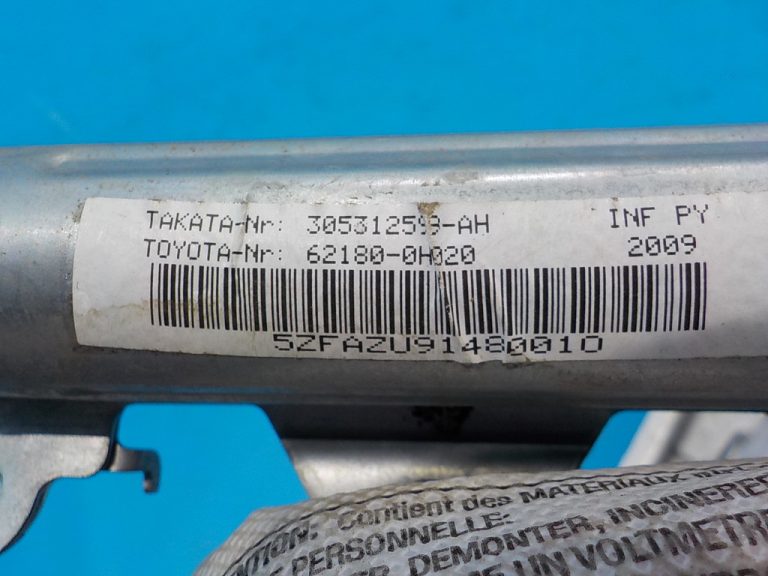 TAKATA-Nr: 305312599-AH INF PY
TOYOTA-Nr: 62180-0H020 2009
5ZFAZU91480010
Contient des MATERIAUX
PERSONNELLE:
DEMONTER, INCINERER
UN VOLTMETRE